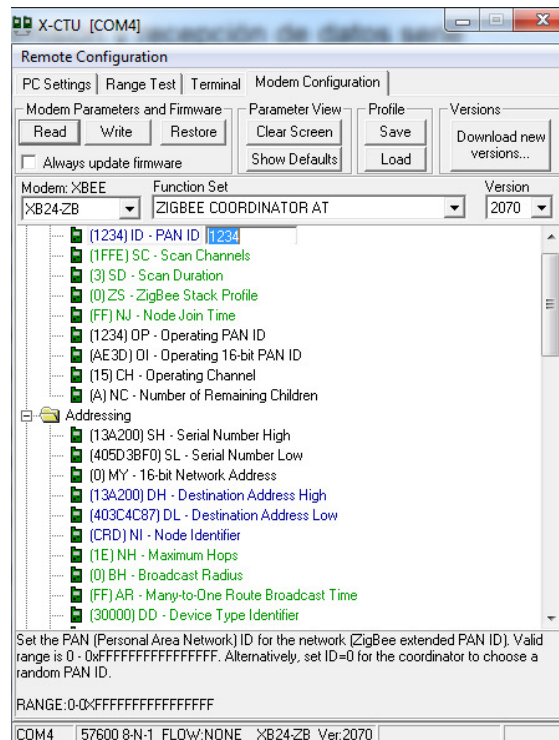 X-CTU [COM4]
recepción de datos serie
Remote Configuration
PC Settings Range Test Terminal Modem Configuration
Modem Parameters and Firmware Parameter View Profile Versions
Read Write Restore Clear Screen Save Download new versions...
Always update firmware Show Defaults Load
Modem: XBEE Function Set Version
XB24-ZB ZIGBEE COORDINATOR AT 2070
(1234) ID - PAN ID 1234
(1FFE) SC - Scan Channels
(3) SD - Scan Duration
(0) ZS - ZigBee Stack Profile
(FF) NJ - Node Join Time
(1234) OP - Operating PAN ID
(AE3D) OI - Operating 16-bit PAN ID
(15) CH - Operating Channel
(A) NC - Number of Remaining Children
Addressing
(13A200) SH - Serial Number High
(405D3BF0) SL - Serial Number Low
(0) MY - 16-bit Network Address
(13A200) DH - Destination Address High
(403C4C87) DL - Destination Address Low
(CRD) NI - Node Identifier
(1E) NH - Maximum Hops
(0) BH - Broadcast Radius
(FF) AR - Many-to-One Route Broadcast Time
(30000) DD - Device Type Identifier
Set the PAN (Personal Area Network) ID for the network (ZigBee extended PAN ID). Valid
range is 0 - 0xFFFFFFFFFFFFFFFF. Alternatively, set ID=0 for the coordinator to choose a
random PAN ID.
RANGE:0-0XFFFFFFFFFFFFFFFF
COM4 57600 8-N-1 FLOW:NONE XB24-ZB Ver:2070